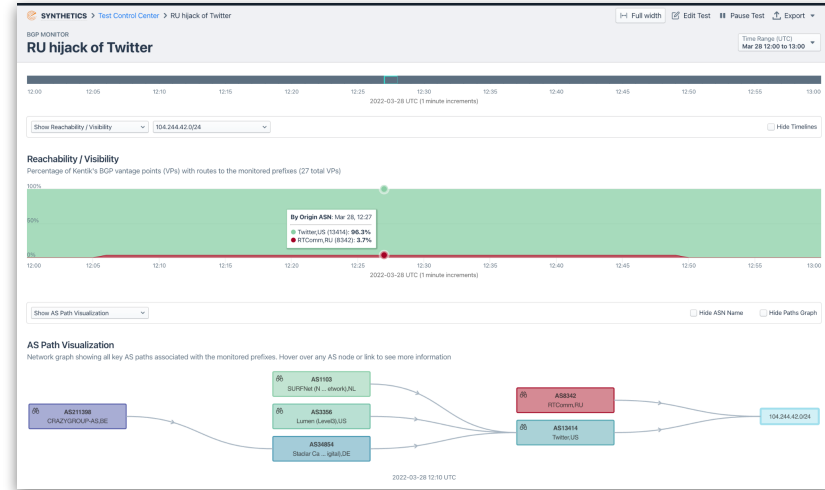 SYNTHETICS > Test Control Center > RU hijack of Twitter
Full width Edit Test Pause Test Export
BGP MONITOR
RU hijack of Twitter
Time Range (UTC)
Mar 28 12:00 to 13:00
12:00 12:05 12:10 12:15 12:20 12:25 12:30 12:35 12:40 12:45 12:50 12:55 13:00
2022-03-28 UTC (1 minute increments)
Show Reachability / Visibility 104.244.42.0/24 Hide Timelines
Reachability / Visibility
Percentage of Kentik's BGP vantage points (VPs) with routes to the monitored prefixes (27 total VPs)
100%
50%
0%
By Origin ASN: Mar 28, 12:27
Twitter,US (13414): 96.3%
RTComm,RU (8342): 3.7%
12:00 12:05 12:10 12:15 12:20 12:25 12:30 12:35 12:40 12:45 12:50 12:55 13:00
2022-03-28 UTC (1 minute increments)
Show AS Path Visualization Hide ASN Name Hide Paths Graph
AS Path Visualization
Network graph showing all key AS paths associated with the monitored prefixes. Hover over any AS node or link to see more information
AS211398
CRAZYGROUP-AS,BE
AS1103
SURFNet (N ... etwork),NL
AS3356
Lumen (Level3),US
AS34854
Stadar Ca ... igital),DE
AS8342
RTComm,RU
AS13414
Twitter,US
104.244.42.0/24
2022-03-28 12:10 UTC